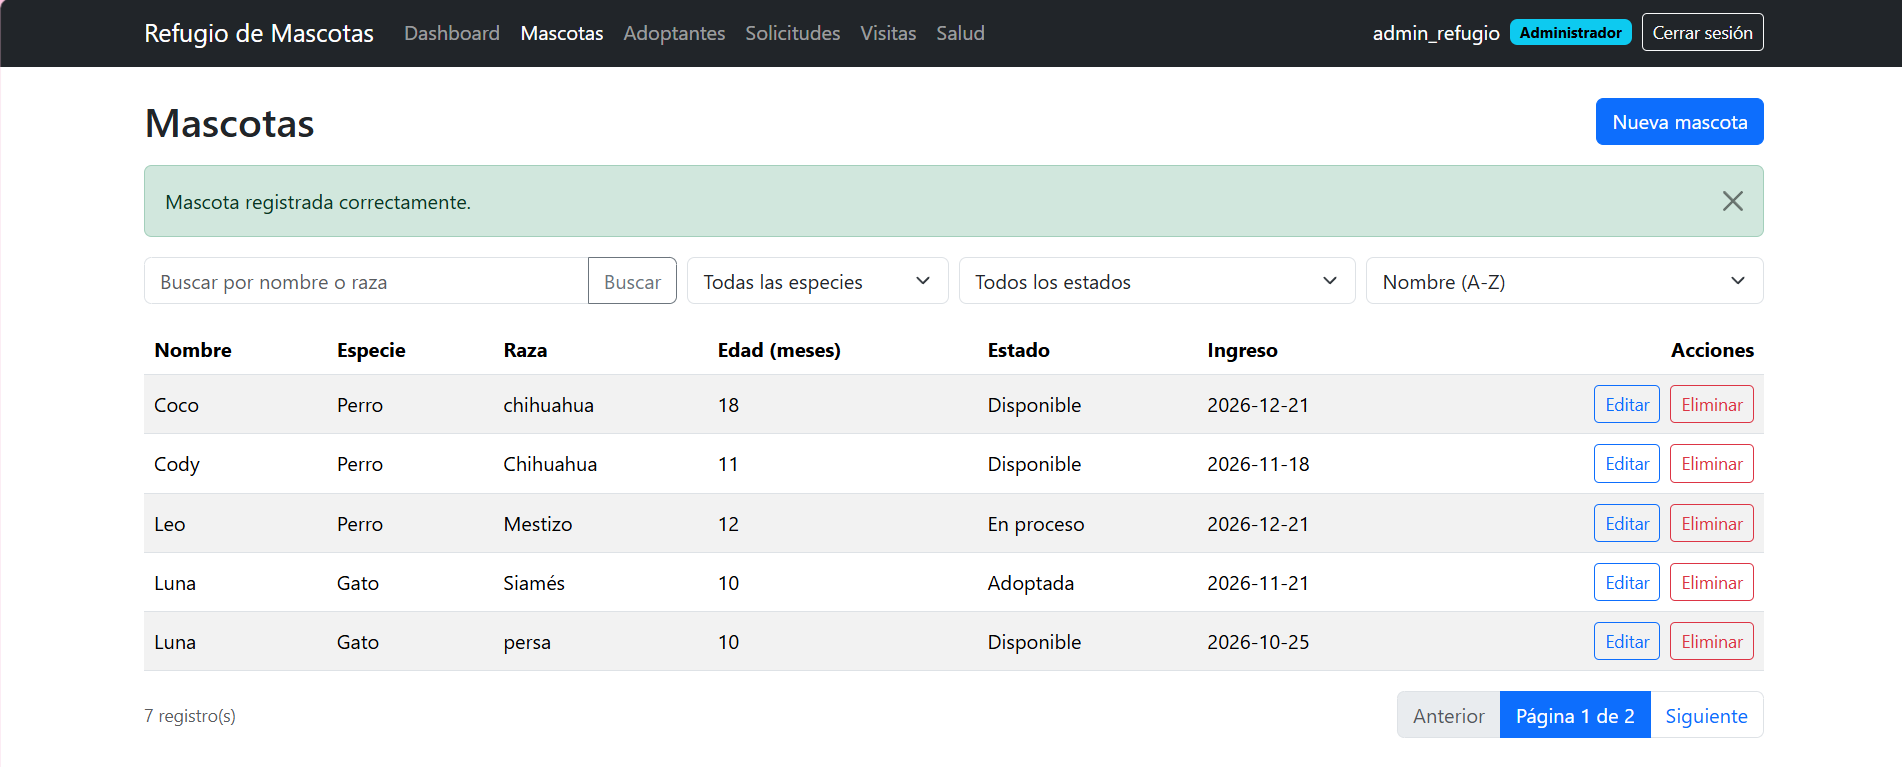 Refugio de Mascotas Dashboard Mascotas Adoptantes Solicitudes Visitas Salud admin_refugio Administrador Cerrar sesión
Mascotas Nueva mascota
Mascota registrada correctamente.
Buscar por nombre o raza Buscar Todas las especies Todos los estados Nombre (A-Z)
Nombre Especie Raza Edad (meses) Estado Ingreso Acciones
Coco Perro chihuahua 18 Disponible 2026-12-21 Editar Eliminar
Cody Perro Chihuahua 11 Disponible 2026-11-18 Editar Eliminar
Leo Perro Mestizo 12 En proceso 2026-12-21 Editar Eliminar
Luna Gato Siamés 10 Adoptada 2026-11-21 Editar Eliminar
Luna Gato persa 10 Disponible 2026-10-25 Editar Eliminar
7 registro(s) Anterior Página 1 de 2 Siguiente